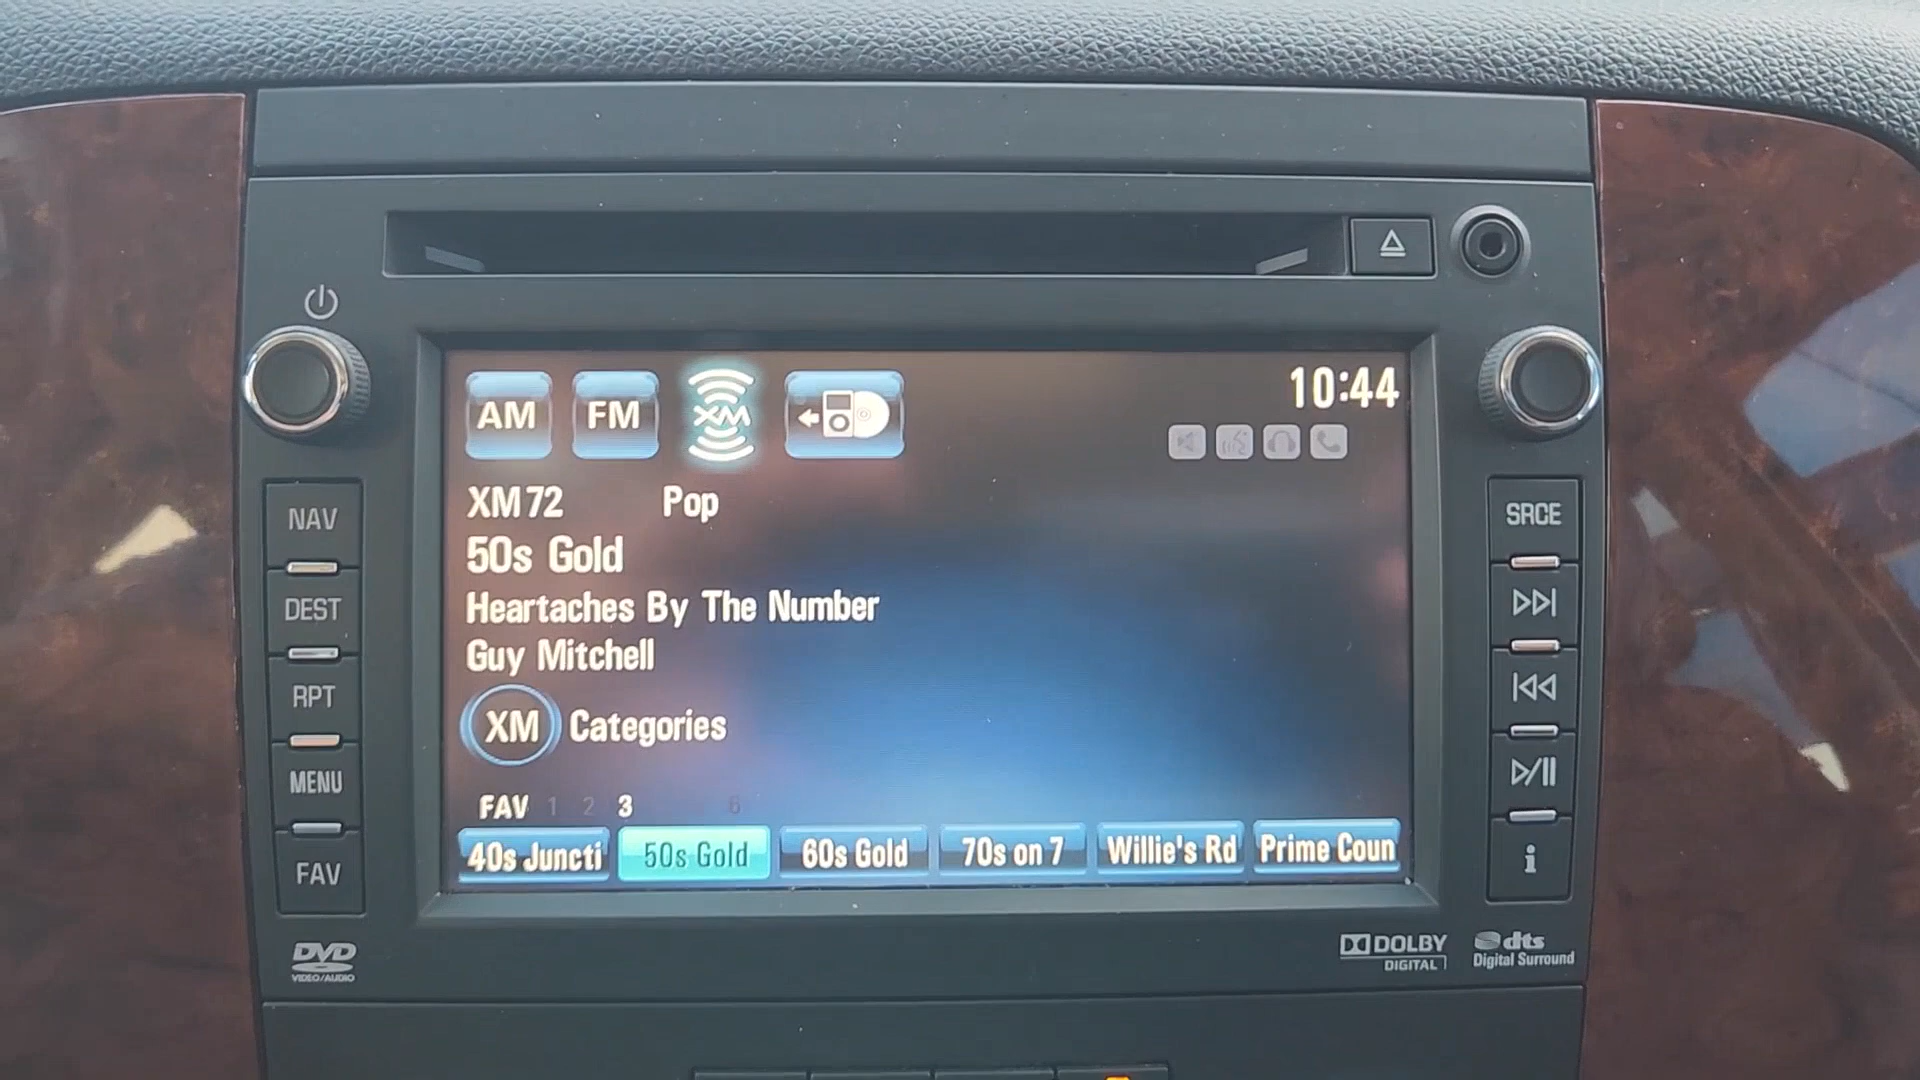 AM FM XM 10:44
XM72 Pop
50s Gold
Heartaches By The Number
Guy Mitchell
XM Categories
FAV 1 2 3 6
40s Juncti 50s Gold 60s Gold 70s on 7 Willie's Rd Prime Coun
NAV
DEST
RPT
MENU
FAV
SRCE
i
DVD
VIDEO/AUDIO
DOLBY
DIGITAL
dts
Digital Surround